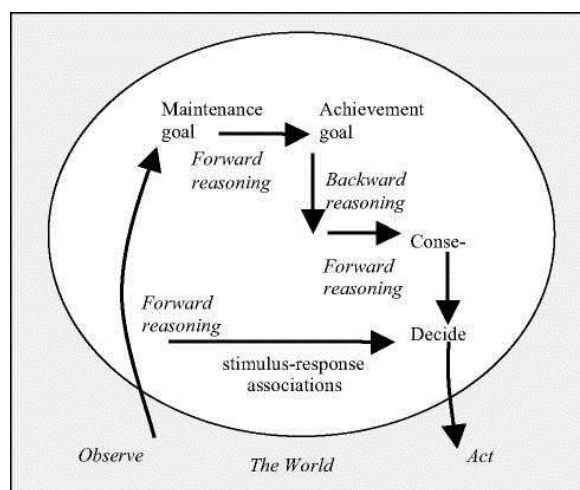 Maintenance
goal
Achievement
goal
Forward
reasoning
Backward
reasoning
Forward
reasoning
Conse-
Forward
reasoning
Decide
stimulus-response
associations
Observe
The World
Act